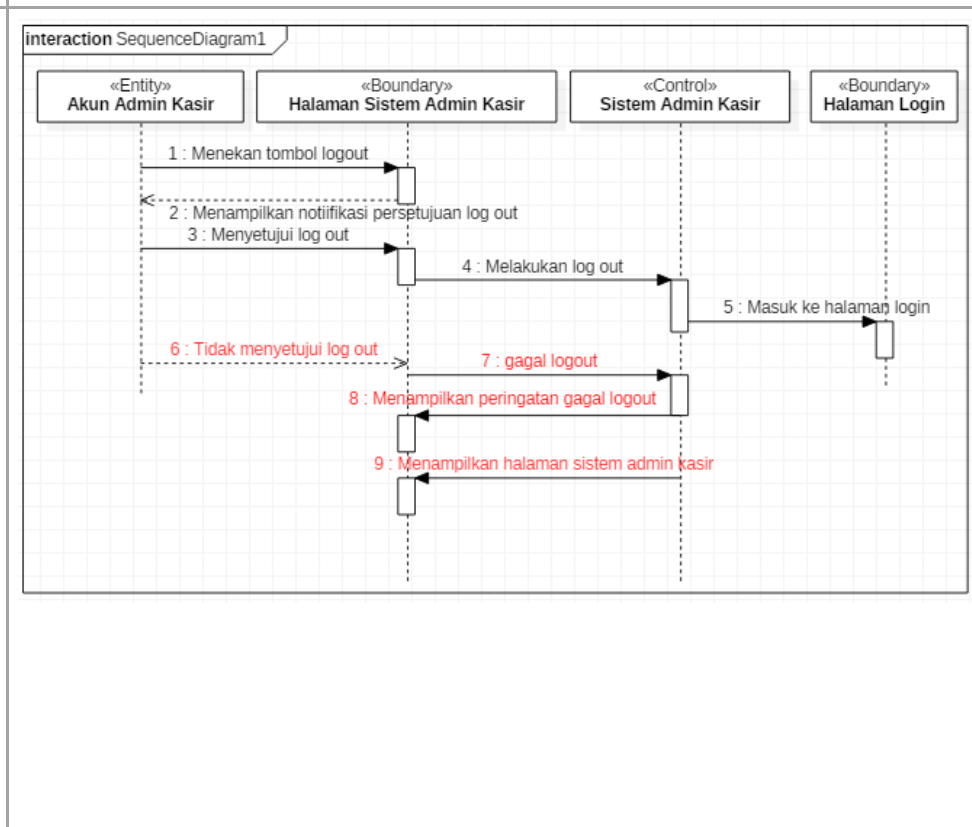 interaction SequenceDiagram1
«Entity»
Akun Admin Kasir
«Boundary»
Halaman Sistem Admin Kasir
«Control»
Sistem Admin Kasir
«Boundary»
Halaman Login
1 : Menekan tombol logout
2 : Menampilkan notiifikasi persetujuan log out
3 : Menyetujui log out
4 : Melakukan log out
5 : Masuk ke halaman login
6 : Tidak menyetujui log out
7 : gagal logout
8 : Menampilkan peringatan gagal logout
9 : Menampilkan halaman sistem admin kasir